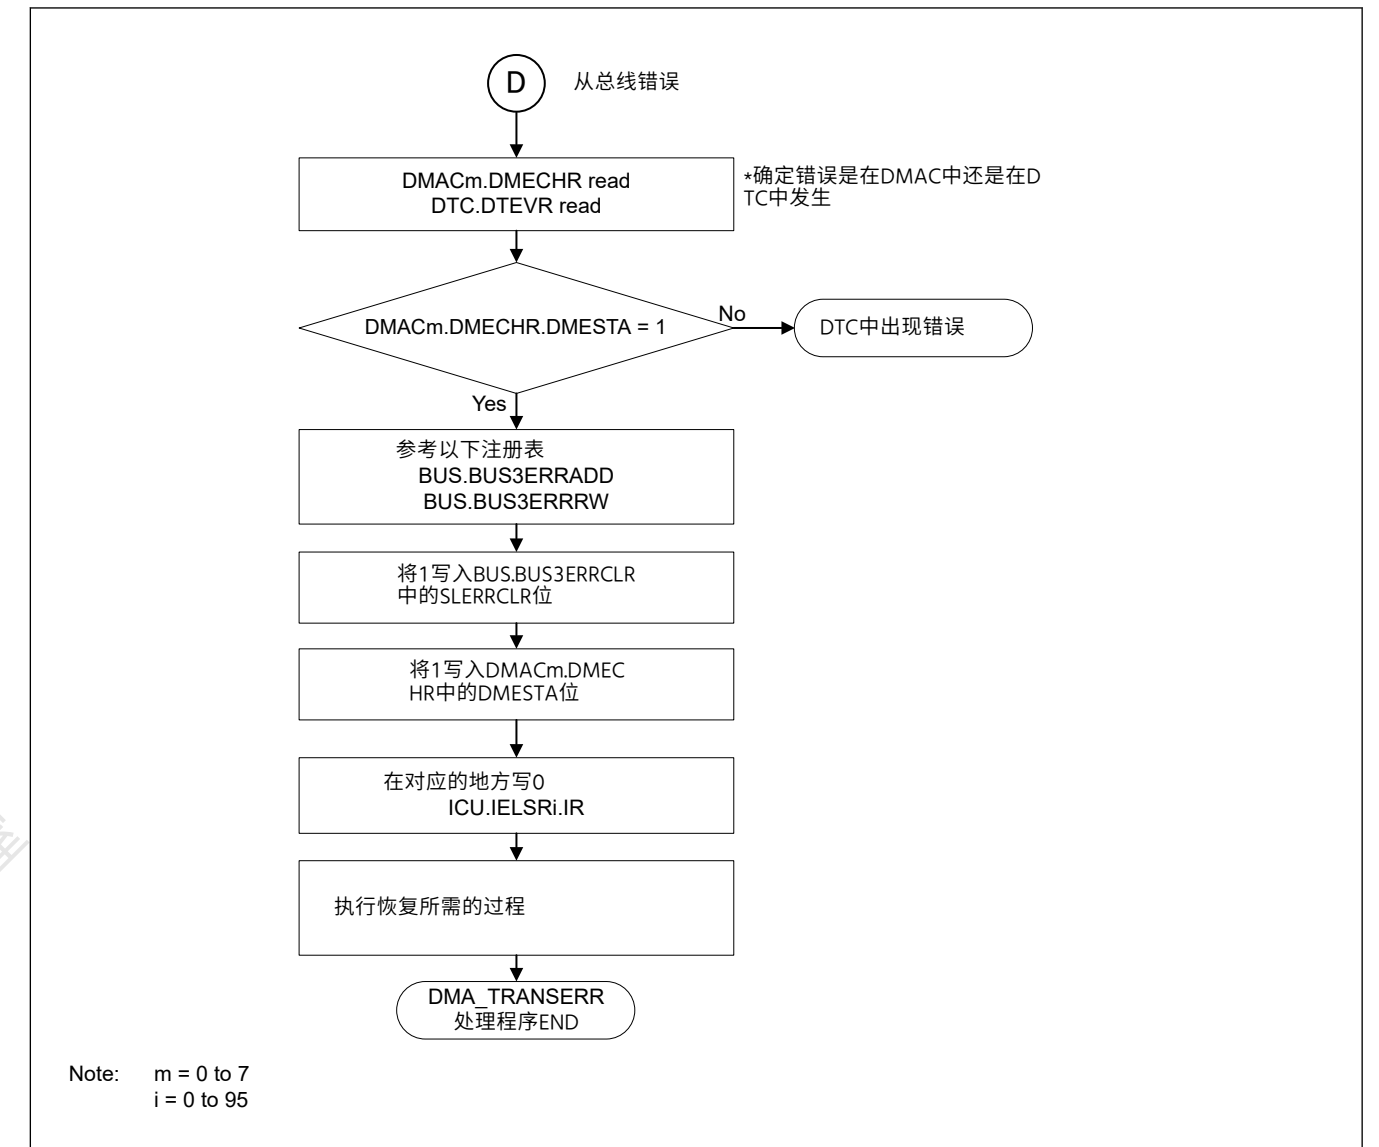 D
从总线错误
DMACm.DMECHR read
DTC.DTEVR read
*确定错误是在DMAC中还是在D
TC中发生
DMACm.DMECHR.DMESTA = 1
No
DTC中出现错误
Yes
参考以下注册表
BUS.BUS3ERRADD
BUS.BUS3ERRRW
将1写入BUS.BUS3ERRCLR
中的SLERRCLR位
将1写入DMACm.DMEC
HR中的DMESTA位
在对应的地方写0
ICU.IELSRi.IR
执行恢复所需的过程
DMA_TRANSERR
处理程序END
Note: m = 0 to 7
i = 0 to 95